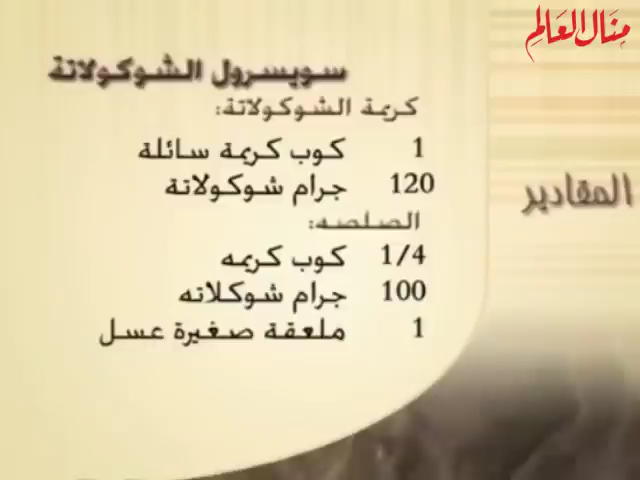 منال العالم
المقادير
سويسرول الشوكولاتة
كريمة الشوكولاتة:
1 كوب كريمة سائلة
120 جرام شوكولاتة
الصلصه:
1/4 كوب كريمه
100 جرام شوكلاته
1 ملعقة صغيرة عسل